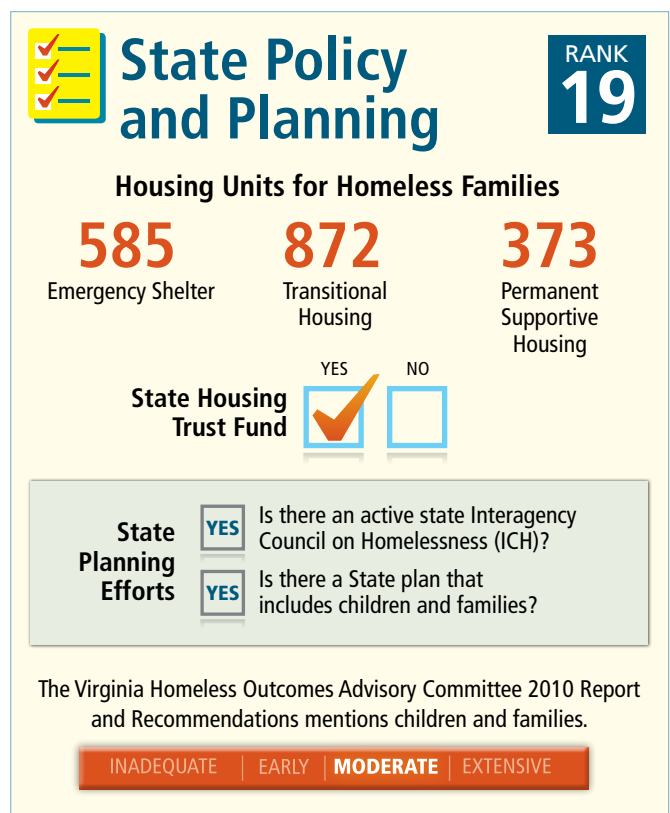 State Policy
and Planning
RANK
19
Housing Units for Homeless Families
585
Emergency Shelter
872
Transitional
Housing
373
Permanent
Supportive
Housing
State Housing
Trust Fund
YES
NO
State
Planning
Efforts
YES
Is there an active state Interagency
Council on Homelessness (ICH)?
YES
Is there a State plan that
includes children and families?
The Virginia Homeless Outcomes Advisory Committee 2010 Report
and Recommendations mentions children and families.
INADEQUATE | EARLY | MODERATE | EXTENSIVE